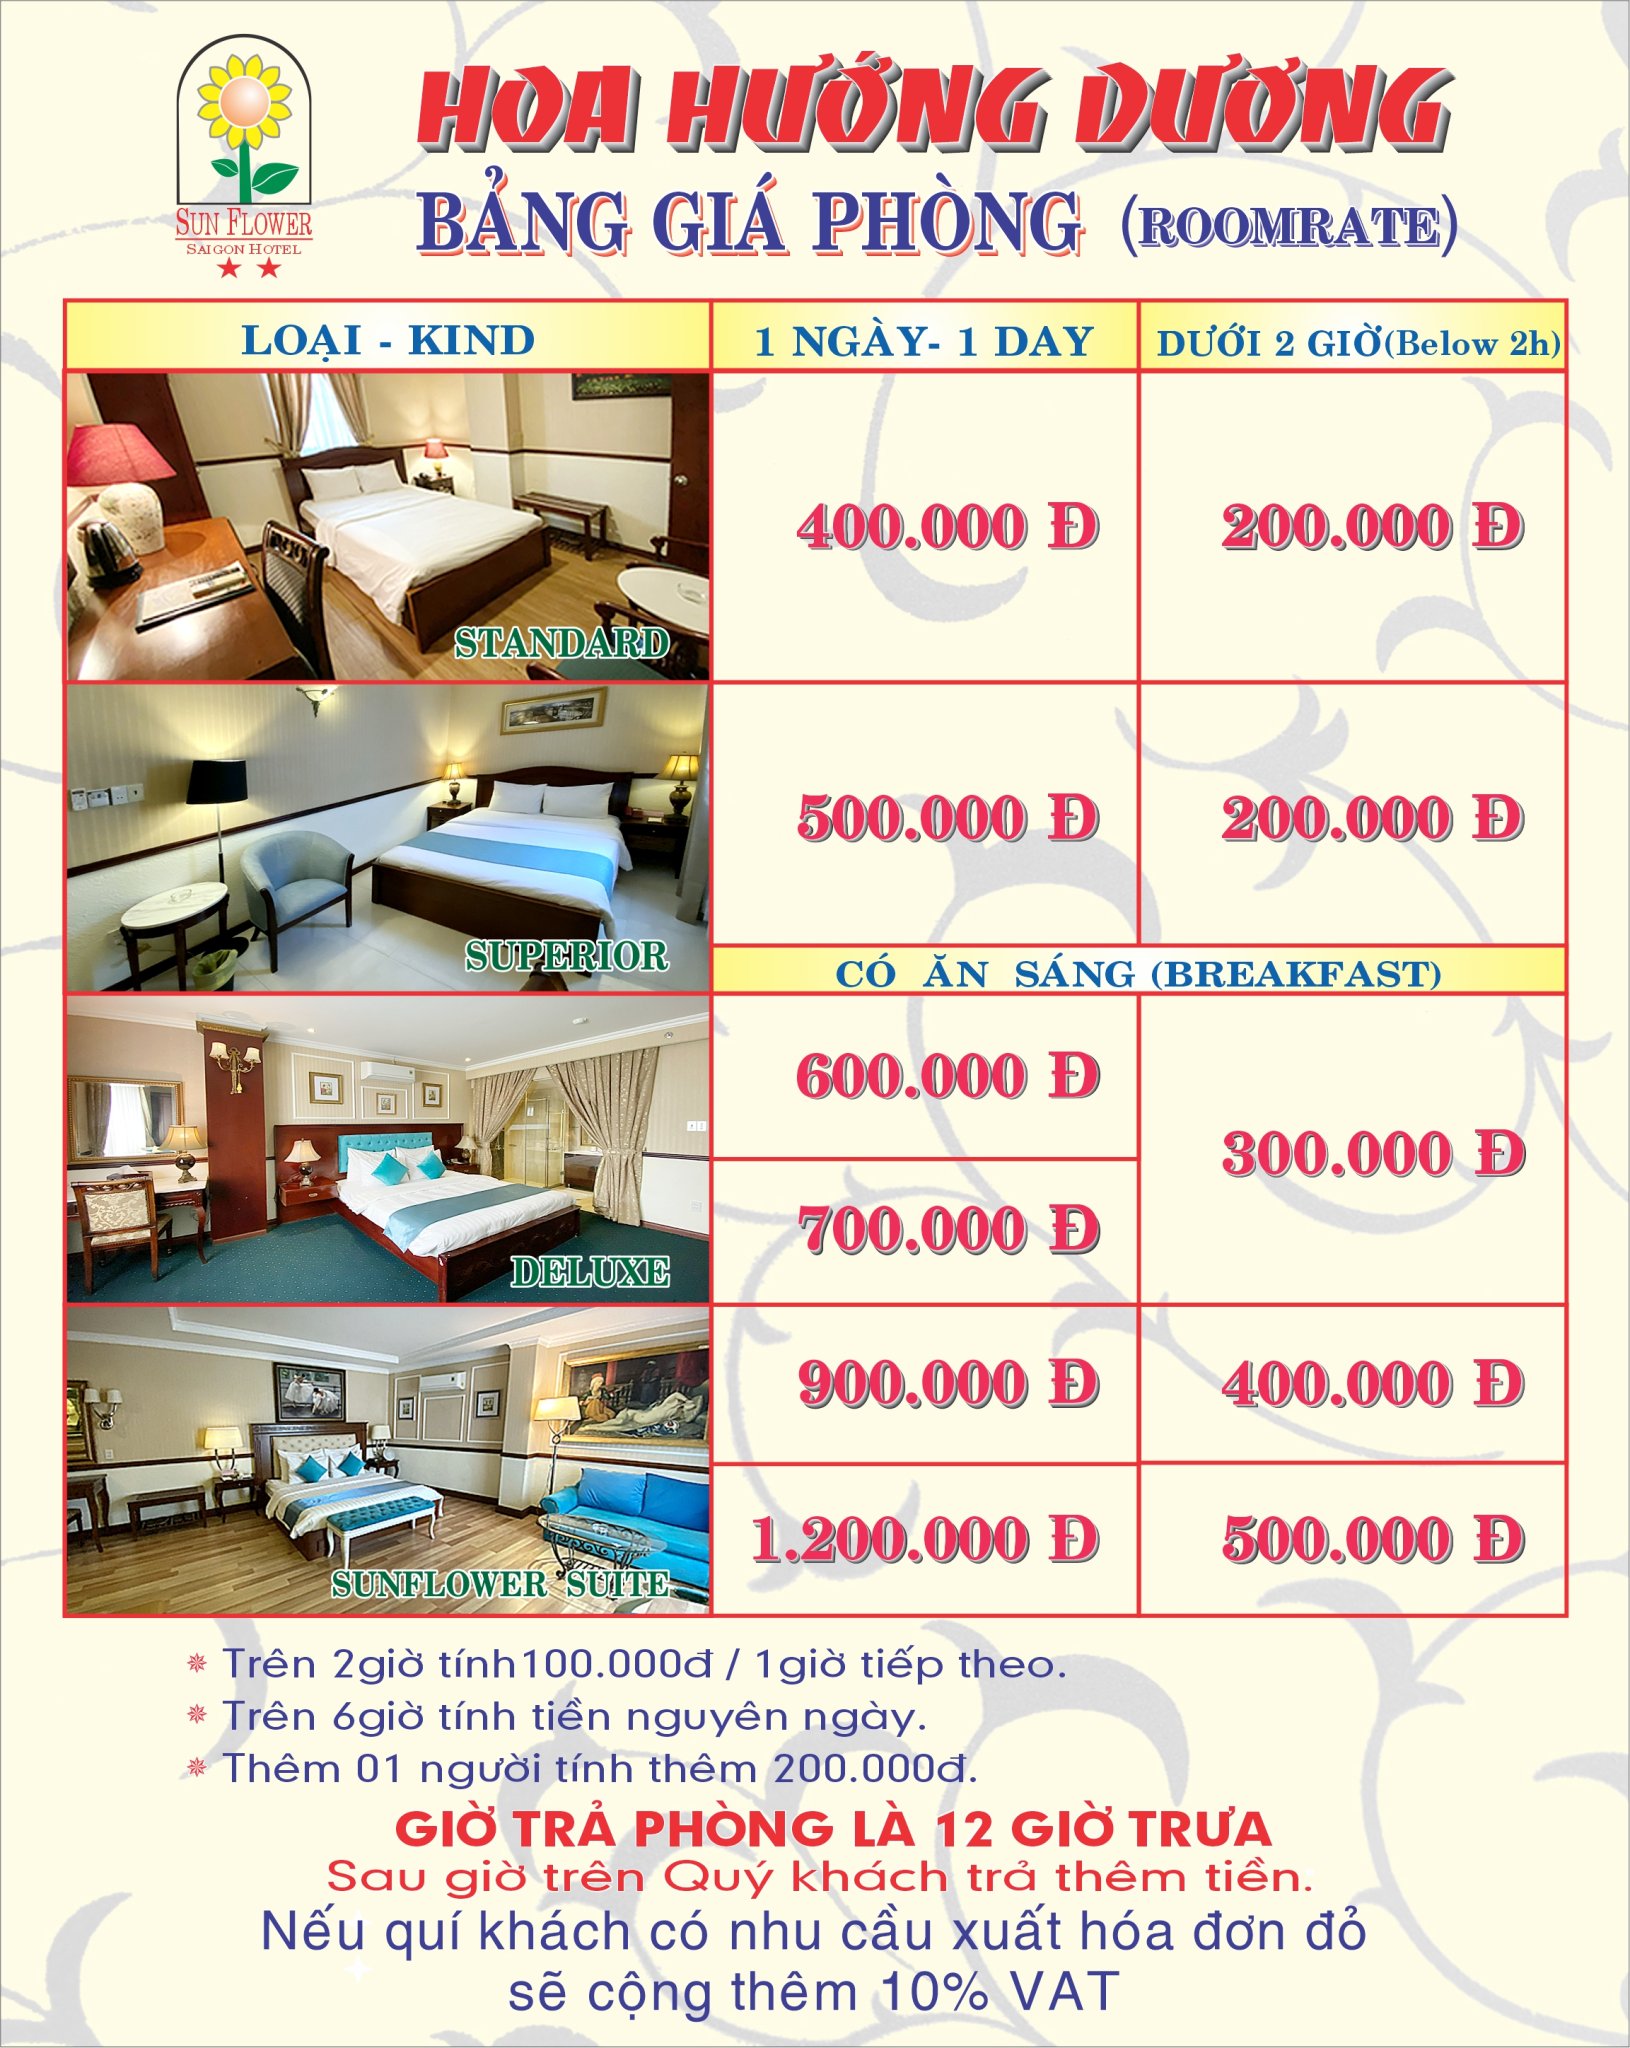 SUN FLOWER
SAIGON HOTEL
HOA HƯỚNG DƯƠNG
BẢNG GIÁ PHÒNG (ROOMRATE)
LOẠI - KIND
1 NGÀY- 1 DAY
DƯỚI 2 GIỜ(Below 2h)
STANDARD
400.000 Đ
200.000 Đ
SUPERIOR
500.000 Đ
200.000 Đ
CÓ ĂN SÁNG (BREAKFAST)
DELUXE
600.000 Đ
700.000 Đ
300.000 Đ
SUNFLOWER SUITE
900.000 Đ
400.000 Đ
1.200.000 Đ
500.000 Đ
Trên 2giờ tính100.000đ / 1giờ tiếp theo.
Trên 6giờ tính tiền nguyên ngày.
Thêm 01 người tính thêm 200.000đ.
GIỜ TRẢ PHÒNG LÀ 12 GIỜ TRƯA
Sau giờ trên Quý khách trả thêm tiền.
Nếu quí khách có nhu cầu xuất hóa đơn đỏ
sẽ cộng thêm 10% VAT